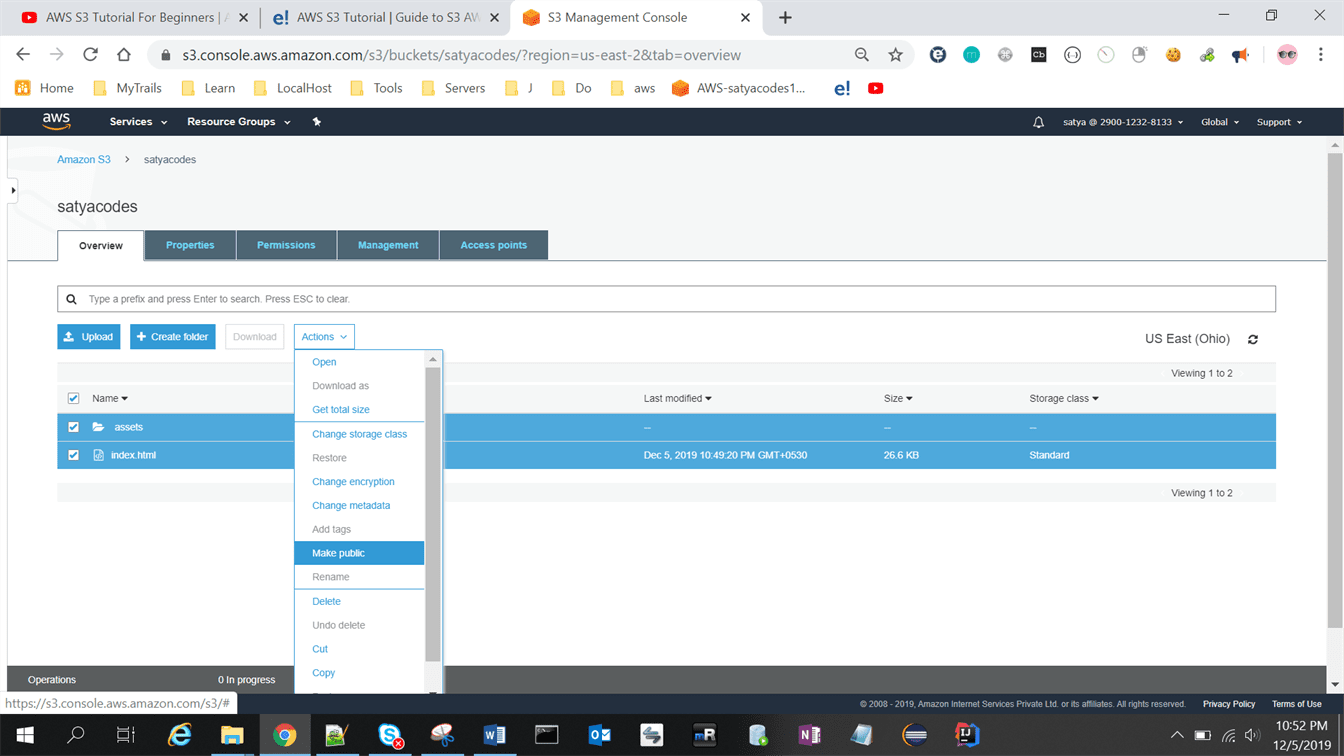 AWS S3 Tutorial For Beginners | A
e! AWS S3 Tutorial | Guide to S3 AW
S3 Management Console
s3.console.aws.amazon.com/s3/buckets/satyacodes/?region=us-east-2&tab=overview
Home MyTrails Learn LocalHost Tools Servers J Do aws AWS-satyacodes1... e!
aws Services Resource Groups satya @ 2900-1232-8133 Global Support
Amazon S3 > satyacodes
satyacodes
Overview Properties Permissions Management Access points
Type a prefix and press Enter to search. Press ESC to clear.
Upload + Create folder Download Actions US East (Ohio)
Viewing 1 to 2
Name Last modified Size Storage class
assets -- -- --
index.html Dec 5, 2019 10:49:20 PM GMT+0530 26.6 KB Standard
Viewing 1 to 2
Open
Download as
Get total size
Change storage class
Restore
Change encryption
Change metadata
Add tags
Make public
Rename
Delete
Undo delete
Cut
Copy
Operations 0 In progress
https://s3.console.aws.amazon.com/s3/#
© 2008 - 2019, Amazon Internet Services Private Ltd. or its affiliates. All rights reserved. Privacy Policy Terms of Use
10:52 PM
12/5/2019